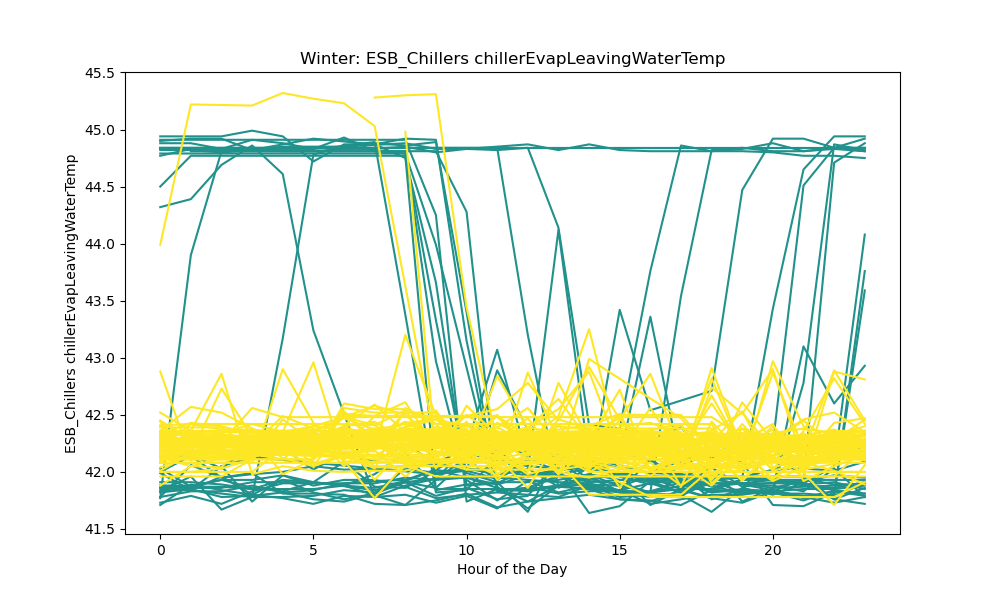 Winter: ESB_Chillers chillerEvapLeavingWaterTemp
45.5
45.0
44.5
44.0
43.5
43.0
42.5
42.0
41.5
ESB_Chillers chillerEvapLeavingWaterTemp
0 5 10 15 20
Hour of the Day